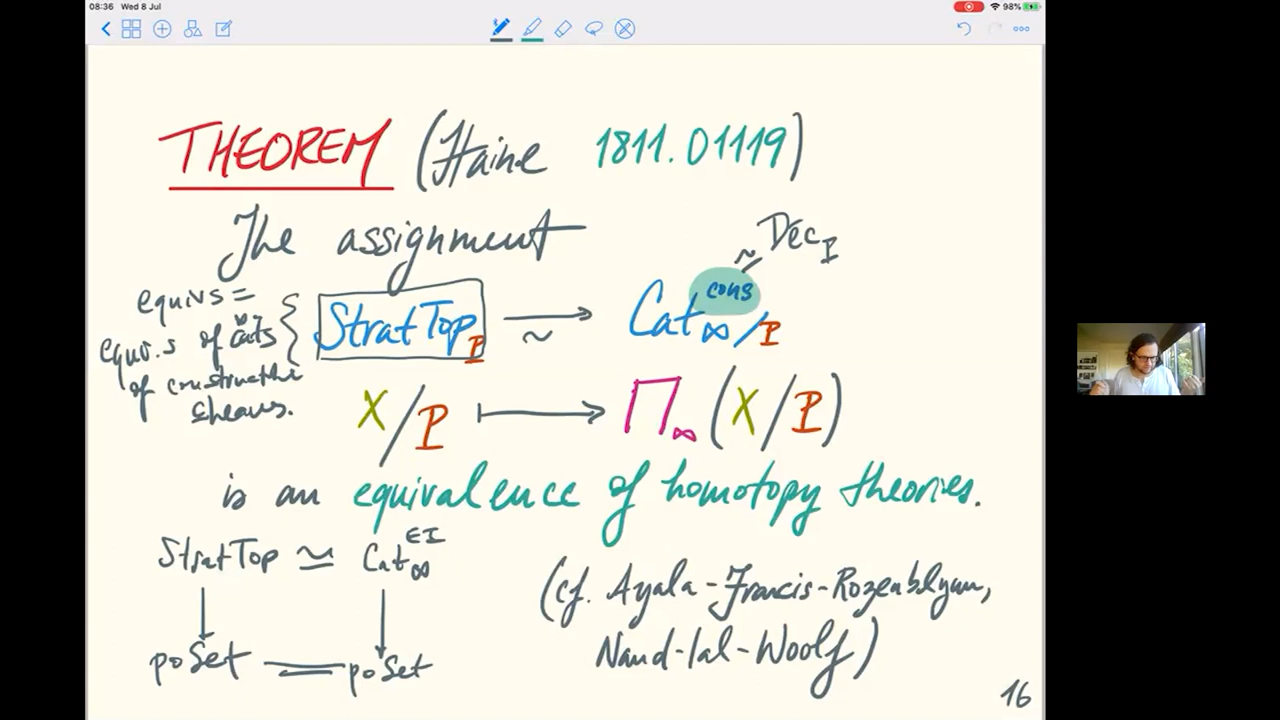 08:36 Wed 8 Jul
98%
THEOREM (Haine 1811.01119)
The assignment
Dec_P
equivs =
equiv.s of cats
of constructible
sheaves.
StratTop_P →∼ Cat^cons_∞/P
X/P ↦ Π_∞(X/P)
is an equivalence of homotopy theories.
StratTop ≃ Cat_∞^EI
poSet = poSet
(cf. Ayala-Francis-Rozenblyum,
Nand-lal-Woolf)
16